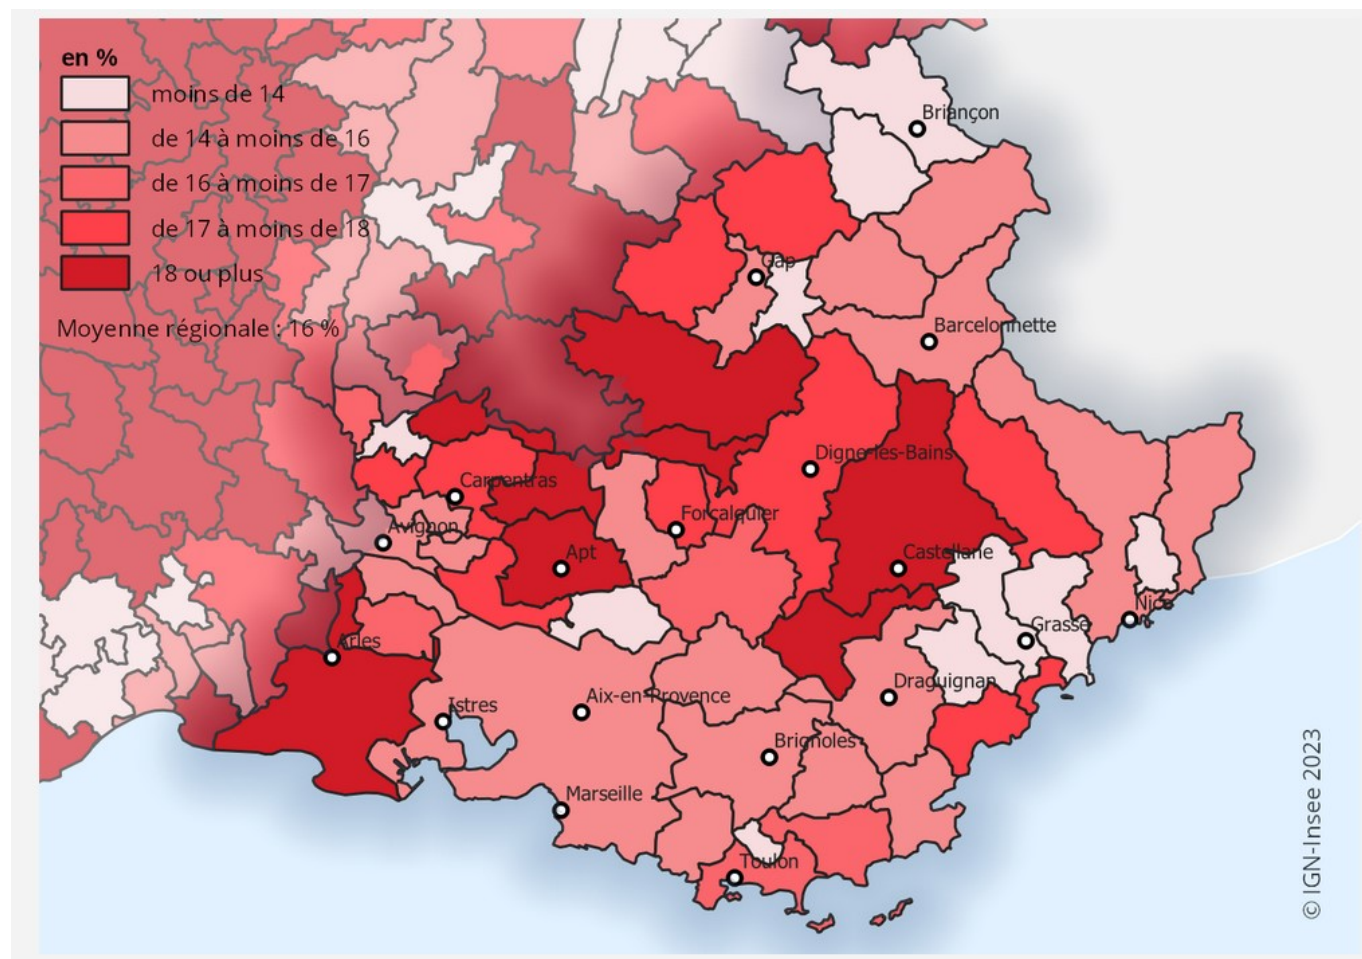 en %
moins de 14
de 14 à moins de 16
de 16 à moins de 17
de 17 à moins de 18
18 ou plus
Moyenne régionale : 16 %
Briançon
Gap
Barcelonnette
Digne-les-Bains
Carpentras
Forcalquier
Avignon
Apt
Castellane
Nice
Grasse
Arles
Draguignan
Aix-en-Provence
Istres
Brignoles
Marseille
Toulon
© IGN-Insee 2023